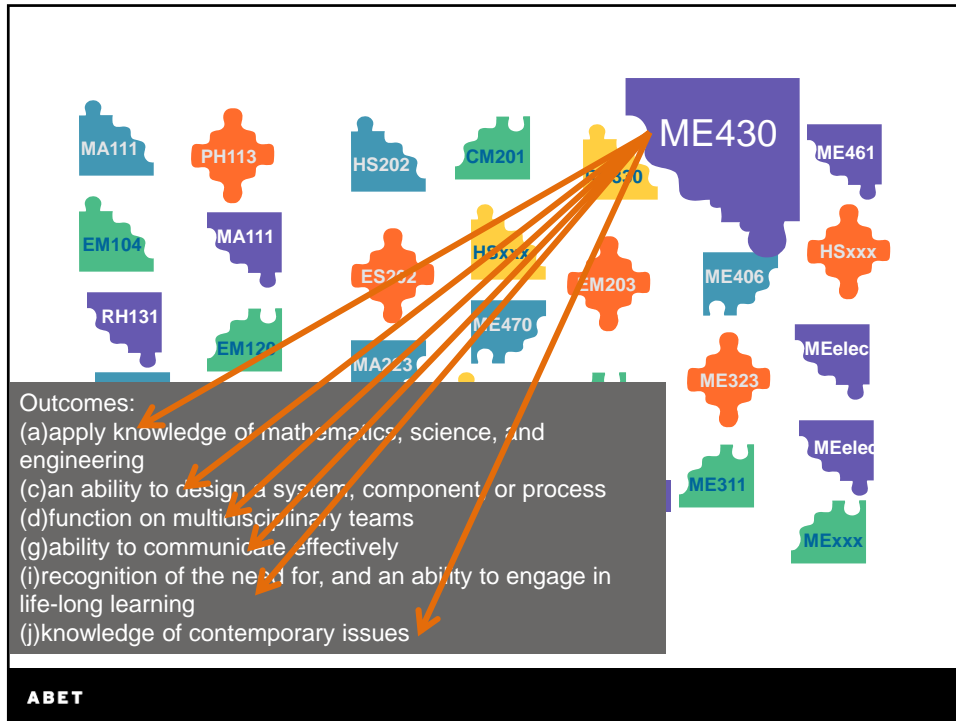 ME430
MA111
PH113
HS202
CM201
330
ME461
EM104
MA111
ES202
HSxxx
EM203
ME406
HSxxx
RH131
EM120
MA223
ME470
ME323
MEelec
Outcomes:
(a)apply knowledge of mathematics, science, and
engineering
(c)an ability to design a system, component, or process
(d)function on multidisciplinary teams
(g)ability to communicate effectively
(i)recognition of the need for, and an ability to engage in
life-long learning
(j)knowledge of contemporary issues
ME311
MEelec
MExxx
ABET